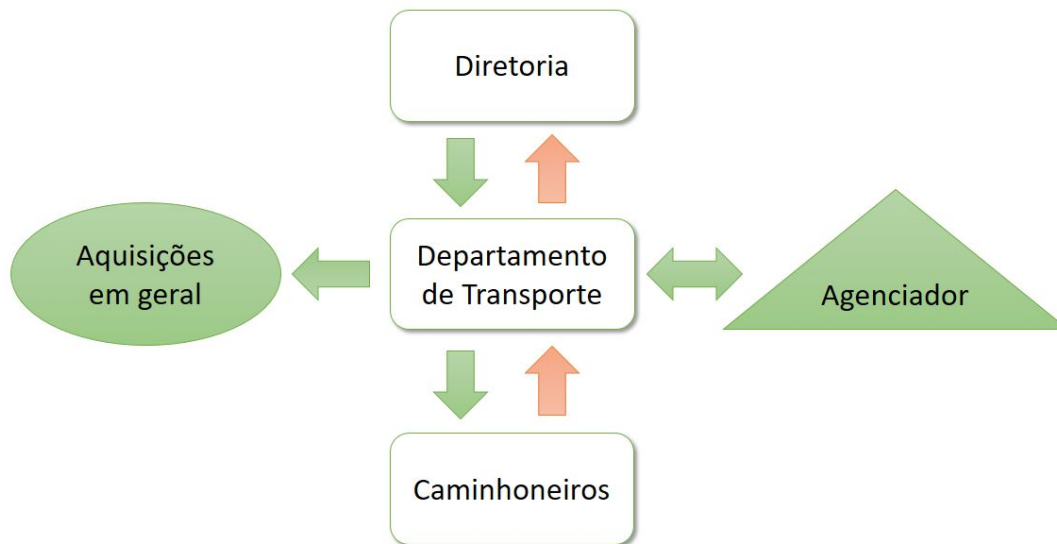 Diretoria
Aquisições
em geral
Departamento
de Transporte
Agenciador
Caminhoneiros